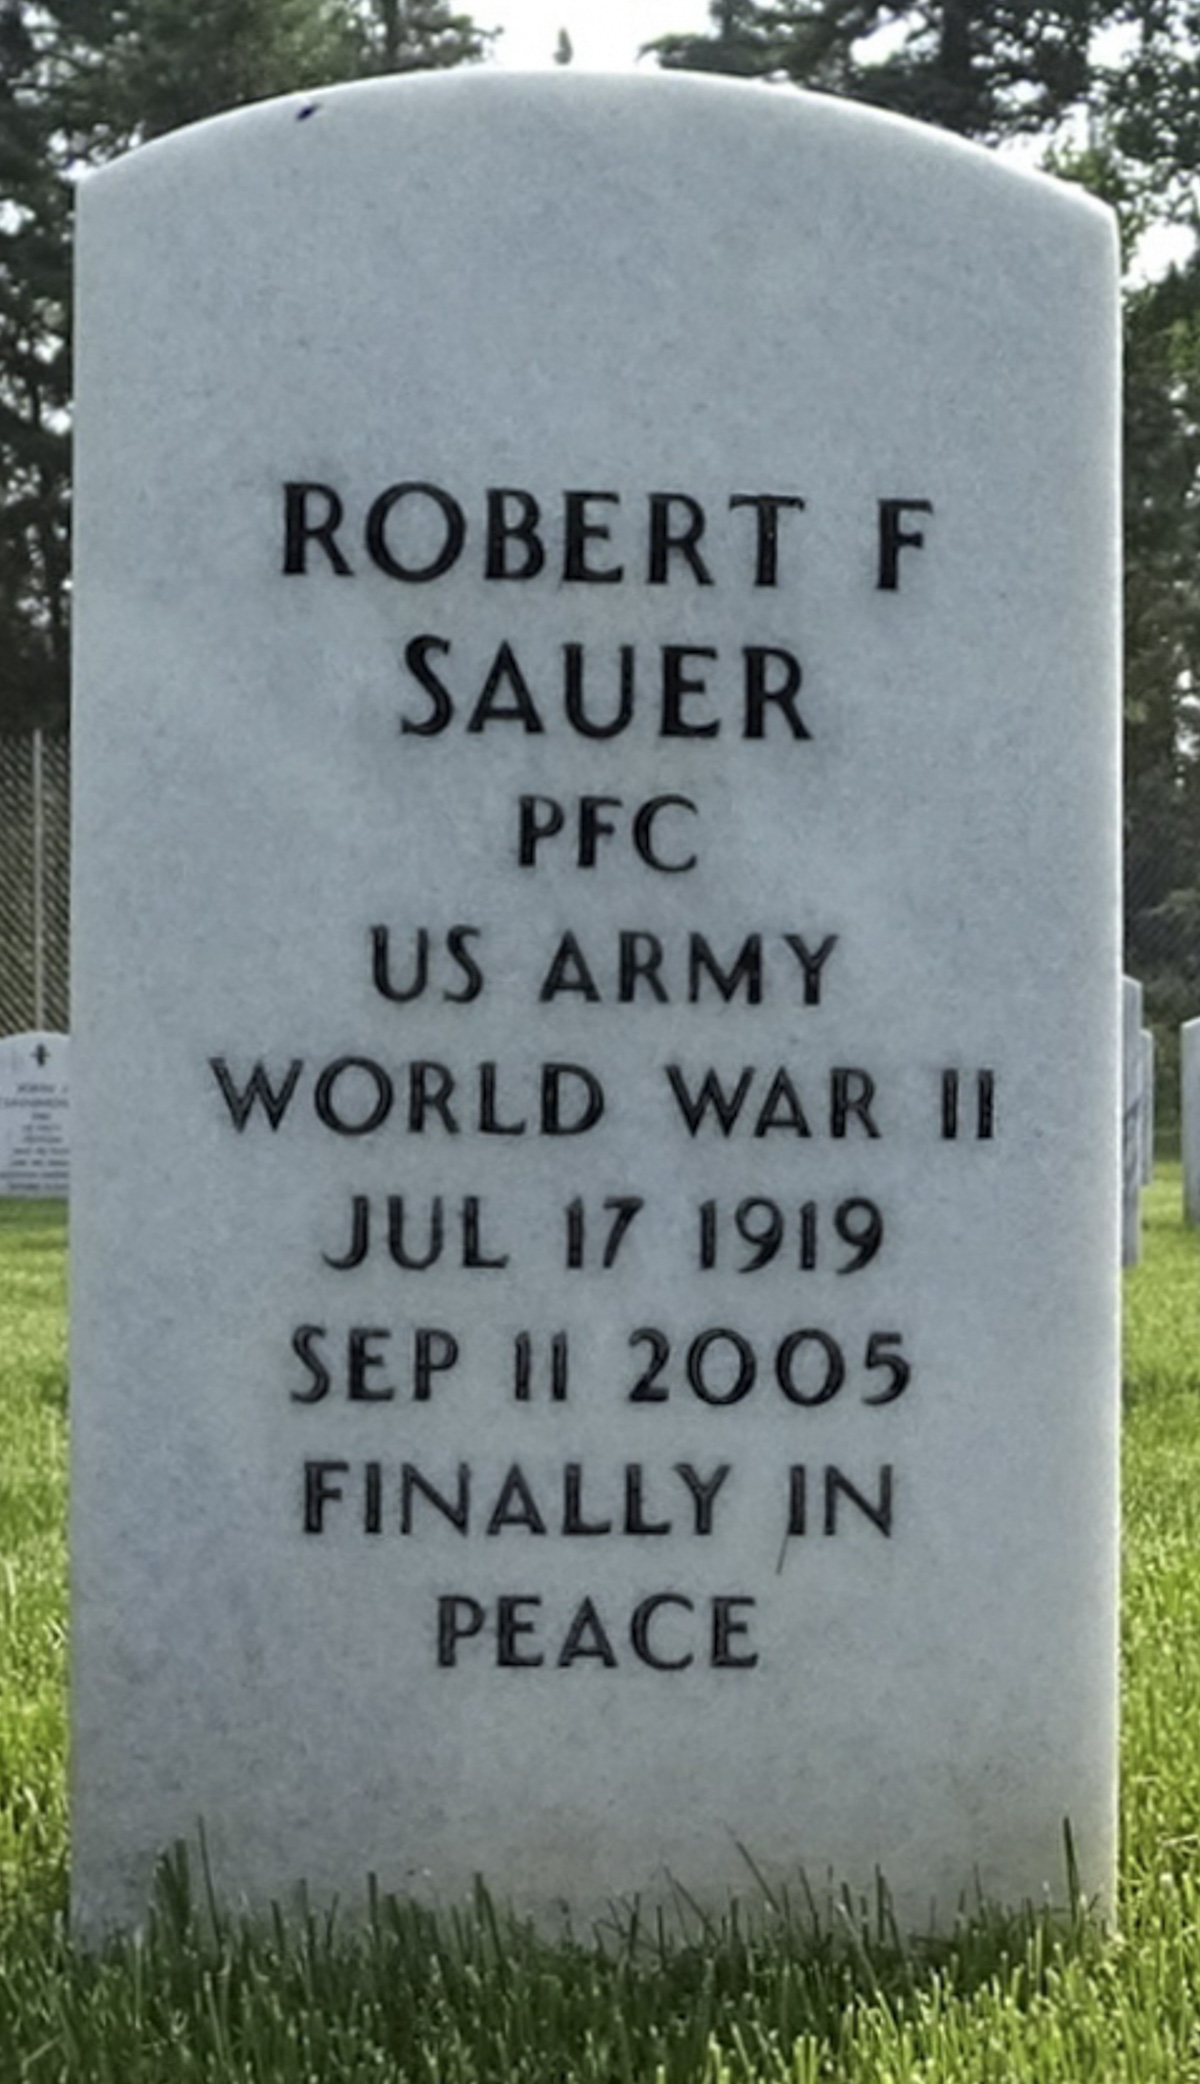 ROBERT F
SAUER
PFC
US ARMY
WORLD WAR II
JUL 17 1919
SEP 11 2005
FINALLY IN
PEACE